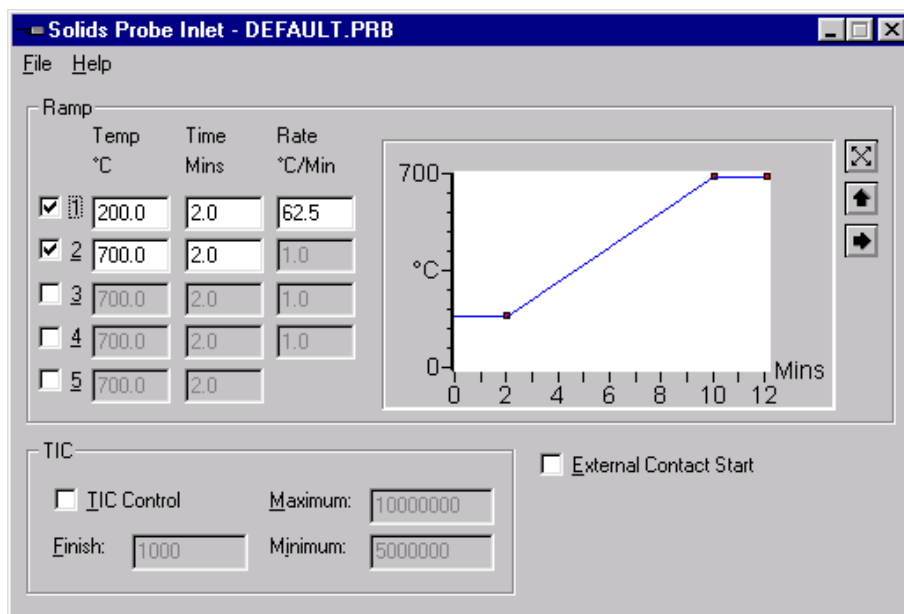 Solids Probe Inlet - DEFAULT.PRB
File Help
Ramp
Temp Time Rate
°C Mins °C/Min
1 200.0 2.0 62.5
2 700.0 2.0 1.0
3 700.0 2.0 1.0
4 700.0 2.0 1.0
5 700.0 2.0
700
°C
0
0 2 4 6 8 10 12 Mins
TIC
TIC Control
Maximum: 10000000
Finish: 1000
Minimum: 5000000
External Contact Start